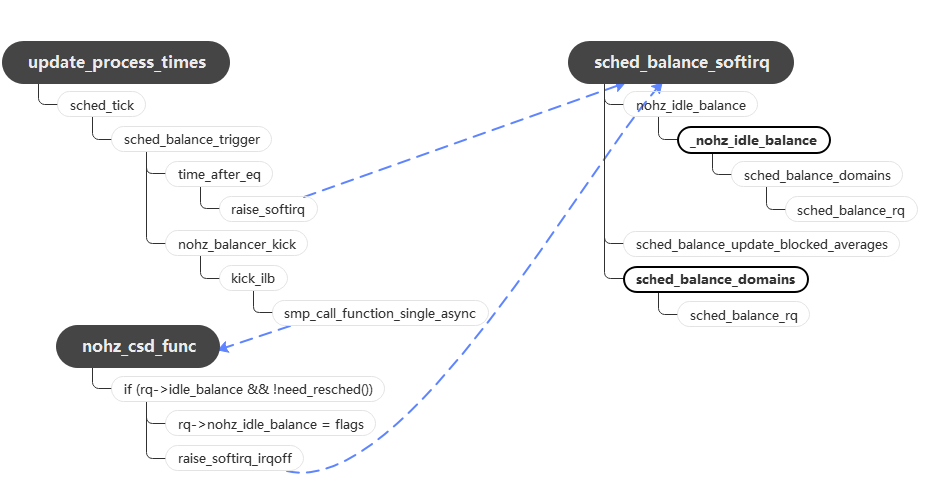 update_process_times
sched_tick
sched_balance_trigger
time_after_eq
raise_softirq
nohz_balancer_kick
kick_ilb
smp_call_function_single_async
nohz_csd_func
if (rq->idle_balance && !need_resched())
rq->nohz_idle_balance = flags
raise_softirq_irqoff
sched_balance_softirq
nohz_idle_balance
_nohz_idle_balance
sched_balance_domains
sched_balance_rq
sched_balance_update_blocked_averages
sched_balance_domains
sched_balance_rq